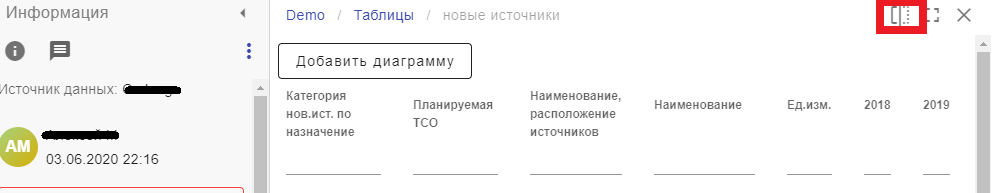 Информация
Источник данных:
AM
03.06.2020 22:16
Demo / Таблицы / новые источники
Добавить диаграмму
Категория
нов.ист. по
назначение
Планируемая
ТСО
Наименование,
расположение
источников
Наименование
Ед.изм.
2018
2019